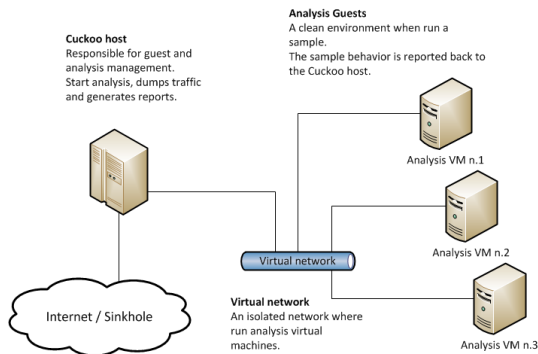 Analysis Guests
A clean environment when run a
sample.
The sample behavior is reported back to
the Cuckoo host.
Cuckoo host
Responsible for guest and
analysis management.
Start analysis, dumps traffic
and generates reports.
Analysis VM n.1
Analysis VM n.2
Virtual network
Virtual network
An isolated network where
run analysis virtual
machines.
Internet / Sinkhole
Analysis VM n.3